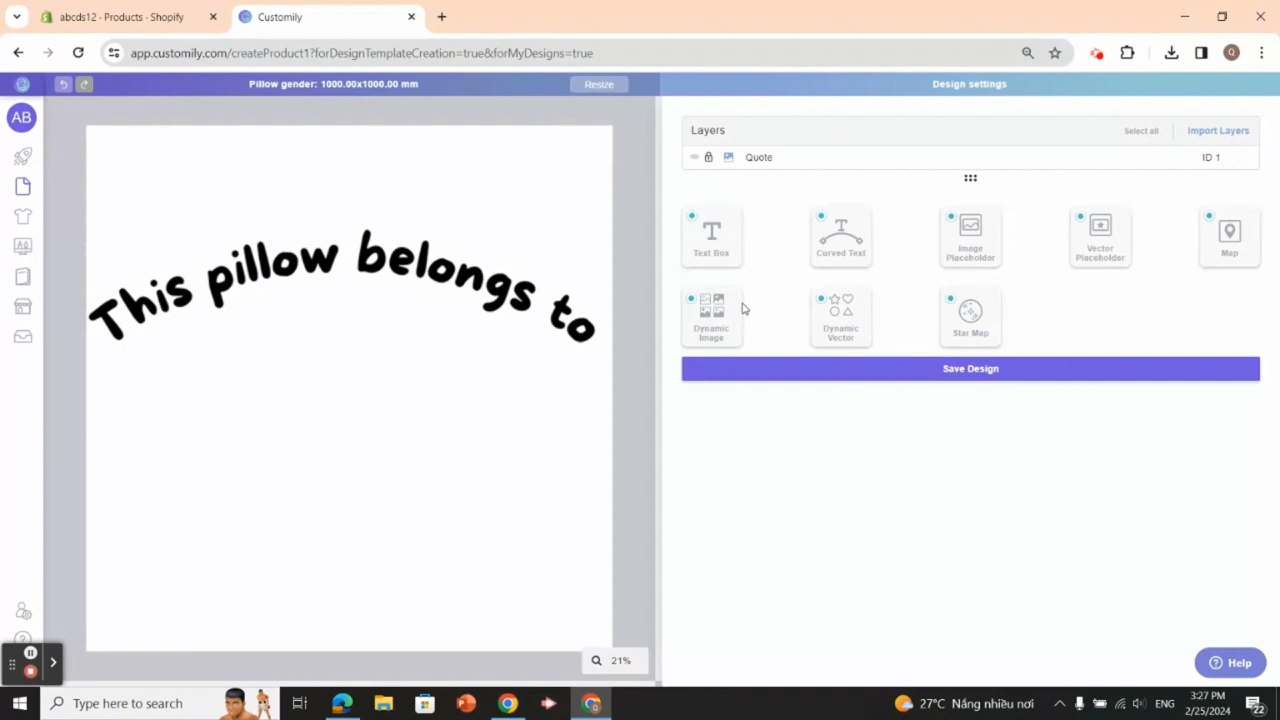 abcds12 - Products · Shopify
Customily
app.customily.com/createProduct1?forDesignTemplateCreation=true&forMyDesigns=true
Q
Pillow gender: 1000.00x1000.00 mm
Resize
Design settings
AB
Layers
Select all
Import Layers
Quote
ID 1
Text Box
Curved Text
Image Placeholder
Vector Placeholder
Map
Dynamic Image
Dynamic Vector
Star Map
Save Design
This pillow belongs to
21%
Help
Type here to search
27°C Nắng nhiều nơi
ENG
3:27 PM
2/25/2024
22